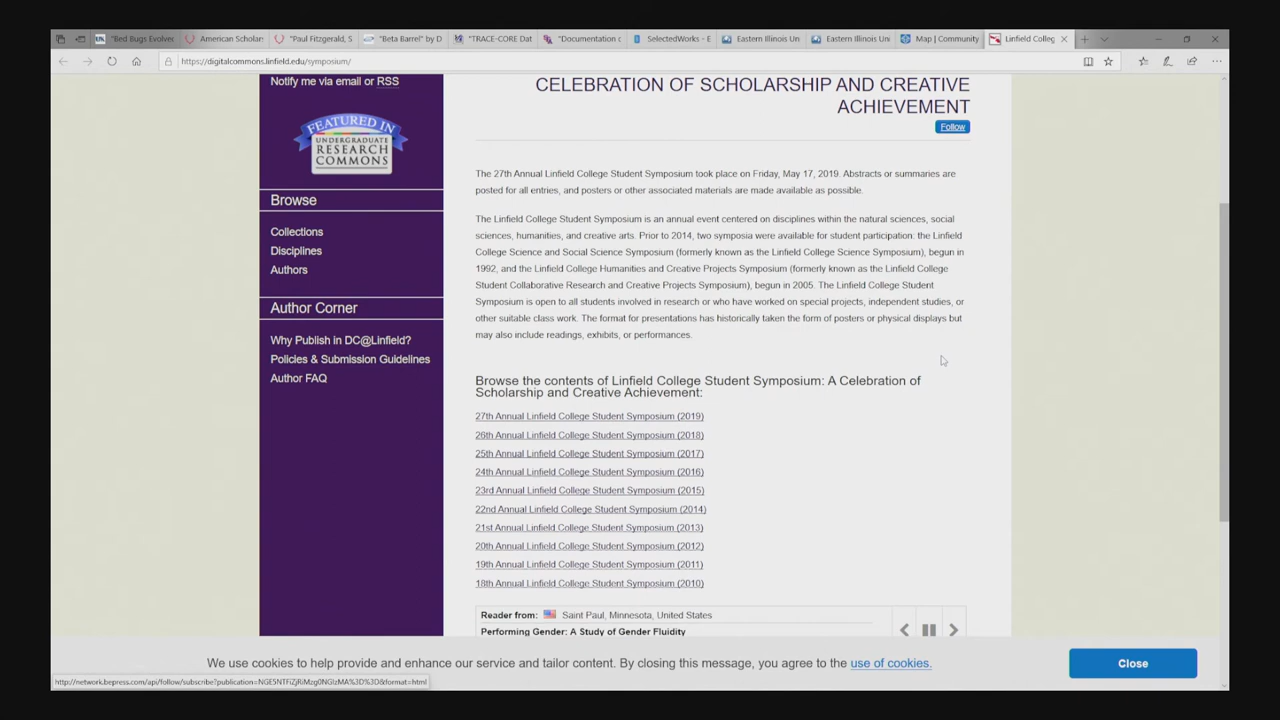 "Bed Bugs Evolved
American Scholar
"Paul Fitzgerald, S
"Beta Barrel" by D
"TRACE-CORE Dat
"Documentation c
SelectedWorks - E
Eastern Illinois Un
Eastern Illinois Uni
Map | Community
Linfield Colleg
https://digitalcommons.linfield.edu/symposium/
Notify me via email or RSS
FEATURED IN
UNDERGRADUATE
RESEARCH
COMMONS
Browse
Collections
Disciplines
Authors
Author Corner
Why Publish in DC@Linfield?
Policies & Submission Guidelines
Author FAQ
CELEBRATION OF SCHOLARSHIP AND CREATIVE
ACHIEVEMENT
Follow
The 27th Annual Linfield College Student Symposium took place on Friday, May 17, 2019. Abstracts or summaries are
posted for all entries, and posters or other associated materials are made available as possible.
The Linfield College Student Symposium is an annual event centered on disciplines within the natural sciences, social
sciences, humanities, and creative arts. Prior to 2014, two symposia were available for student participation: the Linfield
College Science and Social Science Symposium (formerly known as the Linfield College Science Symposium), begun in
1992, and the Linfield College Humanities and Creative Projects Symposium (formerly known as the Linfield College
Student Collaborative Research and Creative Projects Symposium), begun in 2005. The Linfield College Student
Symposium is open to all students involved in research or who have worked on special projects, independent studies, or
other suitable class work. The format for presentations has historically taken the form of posters or physical displays but
may also include readings, exhibits, or performances.
Browse the contents of Linfield College Student Symposium: A Celebration of
Scholarship and Creative Achievement:
27th Annual Linfield College Student Symposium (2019)
26th Annual Linfield College Student Symposium (2018)
25th Annual Linfield College Student Symposium (2017)
24th Annual Linfield College Student Symposium (2016)
23rd Annual Linfield College Student Symposium (2015)
22nd Annual Linfield College Student Symposium (2014)
21st Annual Linfield College Student Symposium (2013)
20th Annual Linfield College Student Symposium (2012)
19th Annual Linfield College Student Symposium (2011)
18th Annual Linfield College Student Symposium (2010)
Reader from: Saint Paul, Minnesota, United States
Performing Gender: A Study of Gender Fluidity
We use cookies to help provide and enhance our service and tailor content. By closing this message, you agree to the use of cookies.
Close